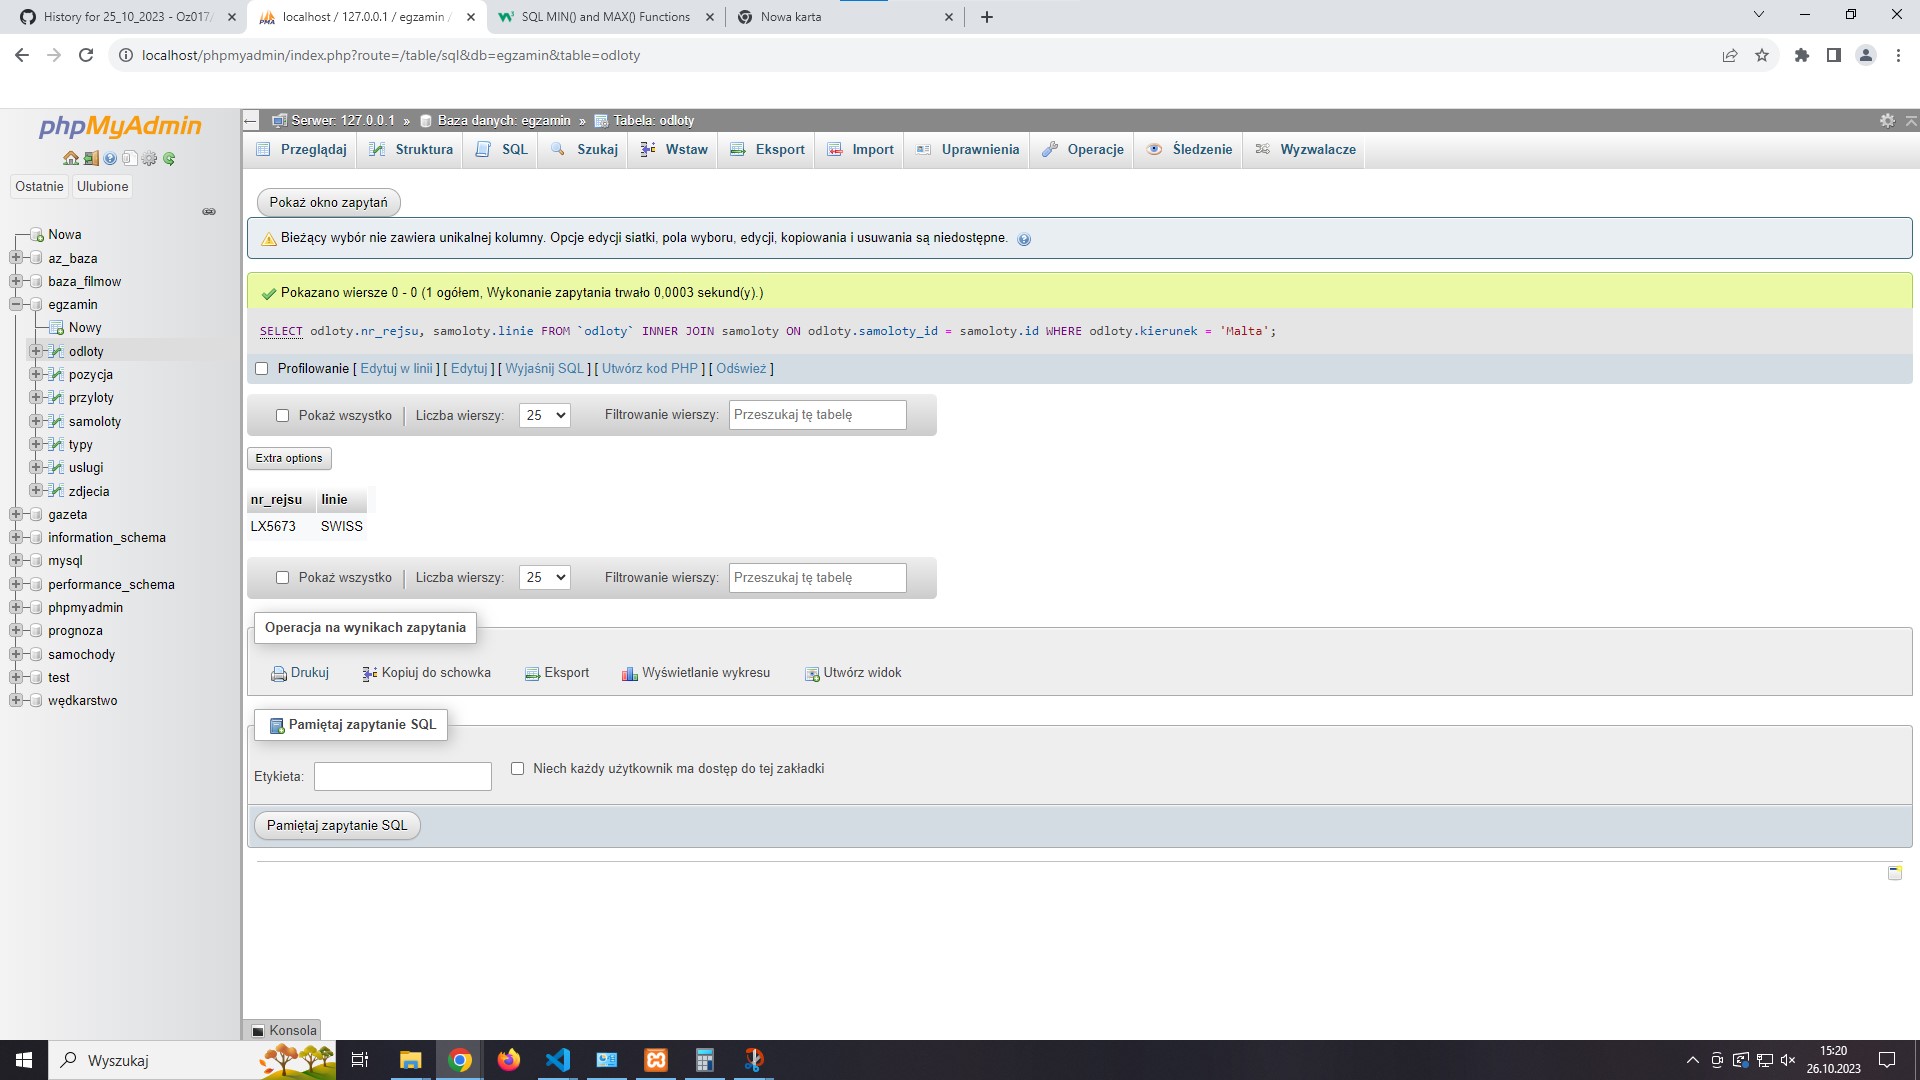 History for 25_10_2023 - Oz017/
localhost / 127.0.0.1 / egzamin /
SQL MIN() and MAX() Functions
Nowa karta
localhost/phpmyadmin/index.php?route=/table/sql&db=egzamin&table=odloty
phpMyAdmin
Ostatnie
Ulubione
Nowa
az_baza
baza_filmow
egzamin
Nowy
odloty
pozycja
przyloty
samoloty
typy
uslugi
zdjecia
gazeta
information_schema
mysql
performance_schema
phpmyadmin
prognoza
samochody
test
wędkarstwo
Serwer: 127.0.0.1 » Baza danych: egzamin » Tabela: odloty
Przeglądaj Struktura SQL Szukaj Wstaw Eksport Import Uprawnienia Operacje Śledzenie Wyzwalacze
Pokaż okno zapytań
Bieżący wybór nie zawiera unikalnej kolumny. Opcje edycji siatki, pola wyboru, edycji, kopiowania i usuwania są niedostępne.
Pokazano wiersze 0 - 0 (1 ogółem, Wykonanie zapytania trwało 0,0003 sekund(y).)
SELECT odloty.nr_rejsu, samoloty.linie FROM `odloty` INNER JOIN samoloty ON odloty.samoloty_id = samoloty.id WHERE odloty.kierunek = 'Malta';
Profilowanie [ Edytuj w linii ] [ Edytuj ] [ Wyjaśnij SQL ] [ Utwórz kod PHP ] [ Odśwież ]
Pokaż wszystko Liczba wierszy: 25 Filtrowanie wierszy: Przeszukaj tę tabelę
Extra options
nr_rejsu linie
LX5673 SWISS
Pokaż wszystko Liczba wierszy: 25 Filtrowanie wierszy: Przeszukaj tę tabelę
Operacja na wynikach zapytania
Drukuj Kopiuj do schowka Eksport Wyświetlanie wykresu Utwórz widok
Pamiętaj zapytanie SQL
Etykieta: Niech każdy użytkownik ma dostęp do tej zakładki
Pamiętaj zapytanie SQL
Konsola
Wyszukaj
15:20
26.10.2023